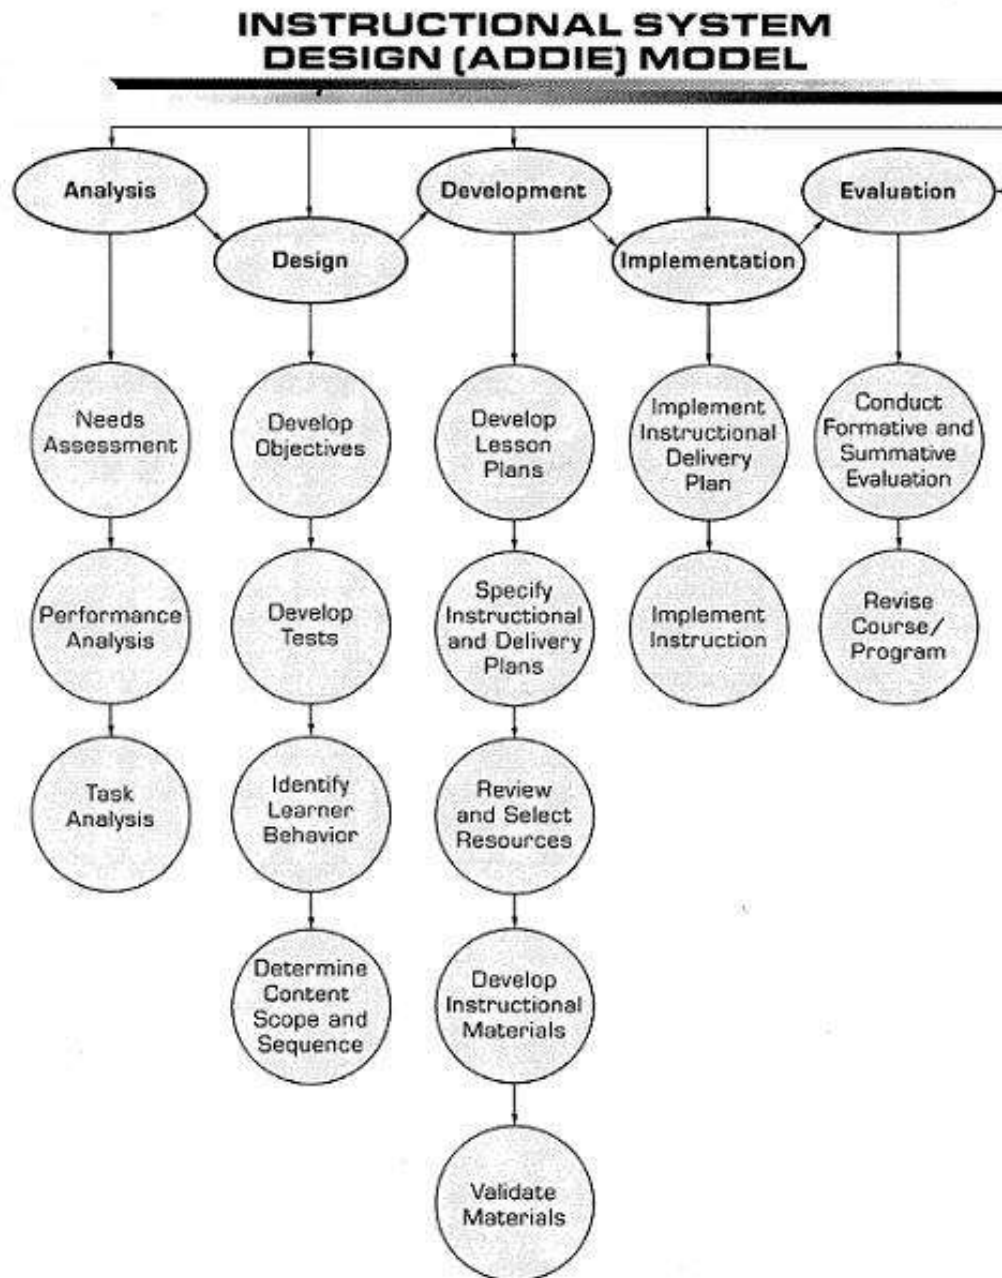 INSTRUCTIONAL SYSTEM
DESIGN (ADDIE) MODEL
Analysis
Design
Development
Implementation
Evaluation
Needs
Assessment
Performance
Analysis
Task
Analysis
Develop
Objectives
Develop
Tests
Identify
Learner
Behavior
Determine
Content
Scope and
Sequence
Develop
Lesson
Plans
Specify
Instructional
and Delivery
Plans
Review
and Select
Resources
Develop
Instructional
Materials
Validate
Materials
Implement
Instructional
Delivery
Plan
Implement
Instruction
Conduct
Formative and
Summative
Evaluation
Revise
Course/
Program